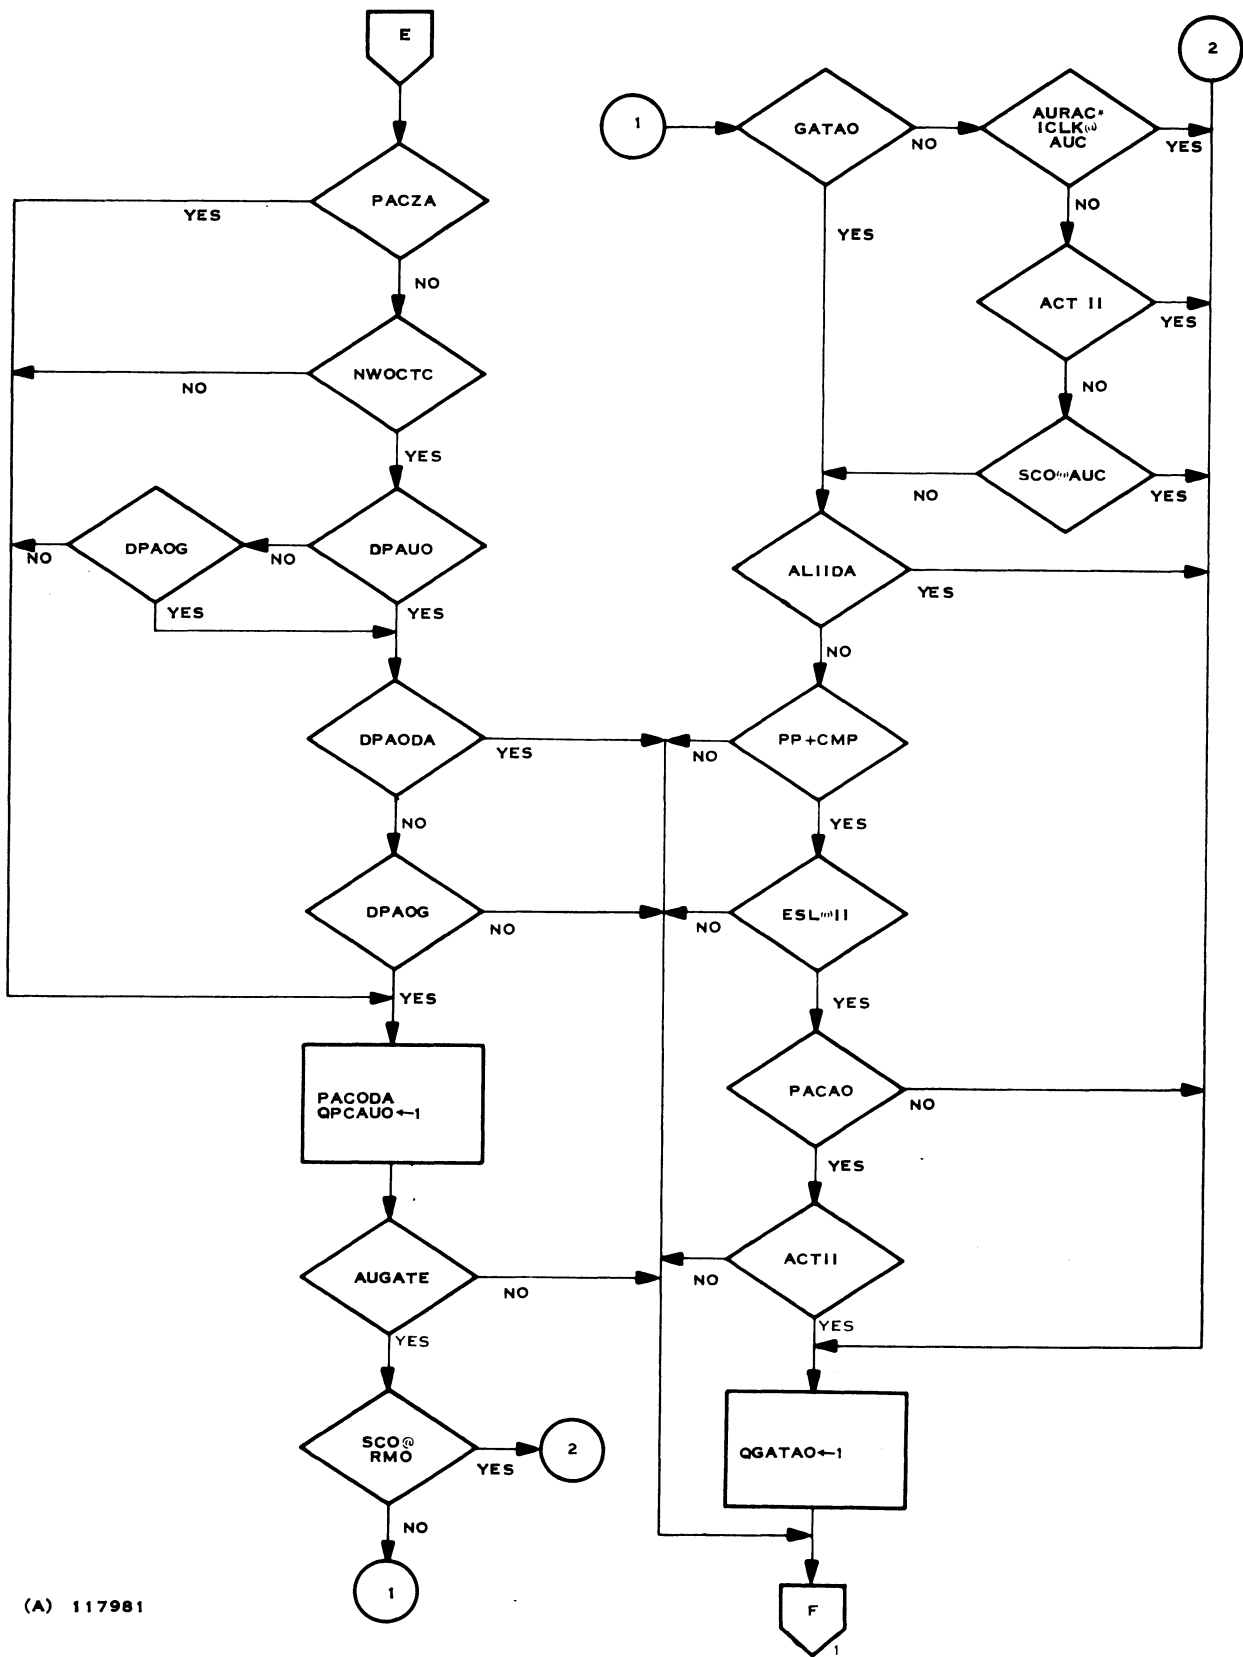 E
PACZA
YES
NO
NWOCTC
NO
YES
DPAOG
NO
YES
DPAUO
NO
YES
DPAODA
YES
NO
DPAOG
NO
YES
PACODA
QPCAUO←1
AUGATE
NO
YES
SCO@
RMO
YES
2
NO
1
1
GATAO
NO
YES
AURAC*
ICLK@
AUC
YES
NO
2
ACT II
YES
NO
SCO@AUC
NO
YES
ALIIDA
YES
NO
PP+CMP
NO
YES
ESL@II
NO
YES
PACAO
NO
YES
ACTII
NO
YES
QGATAO←1
F
1
(A) 117981